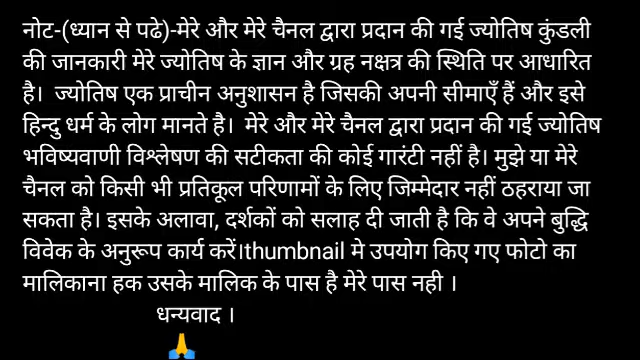 नोट-(ध्यान से पढे)-मेरे और मेरे चैनल द्वारा प्रदान की गई ज्योतिष कुंडली
की जानकारी मेरे ज्योतिष के ज्ञान और ग्रह नक्षत्र की स्थिति पर आधारित
है। ज्योतिष एक प्राचीन अनुशासन है जिसकी अपनी सीमाएँ हैं और इसे
हिन्दु धर्म के लोग मानते है। मेरे और मेरे चैनल द्वारा प्रदान की गई ज्योतिष
भविष्यवाणी विश्लेषण की सटीकता की कोई गारंटी नहीं है। मुझे या मेरे
चैनल को किसी भी प्रतिकूल परिणामों के लिए जिम्मेदार नहीं ठहराया जा
सकता है। इसके अलावा, दर्शकों को सलाह दी जाती है कि वे अपने बुद्धि
विवेक के अनुरूप कार्य करें।thumbnail मे उपयोग किए गए फोटो का
मालिकाना हक उसके मालिक के पास है मेरे पास नही ।
धन्यवाद ।
🙏